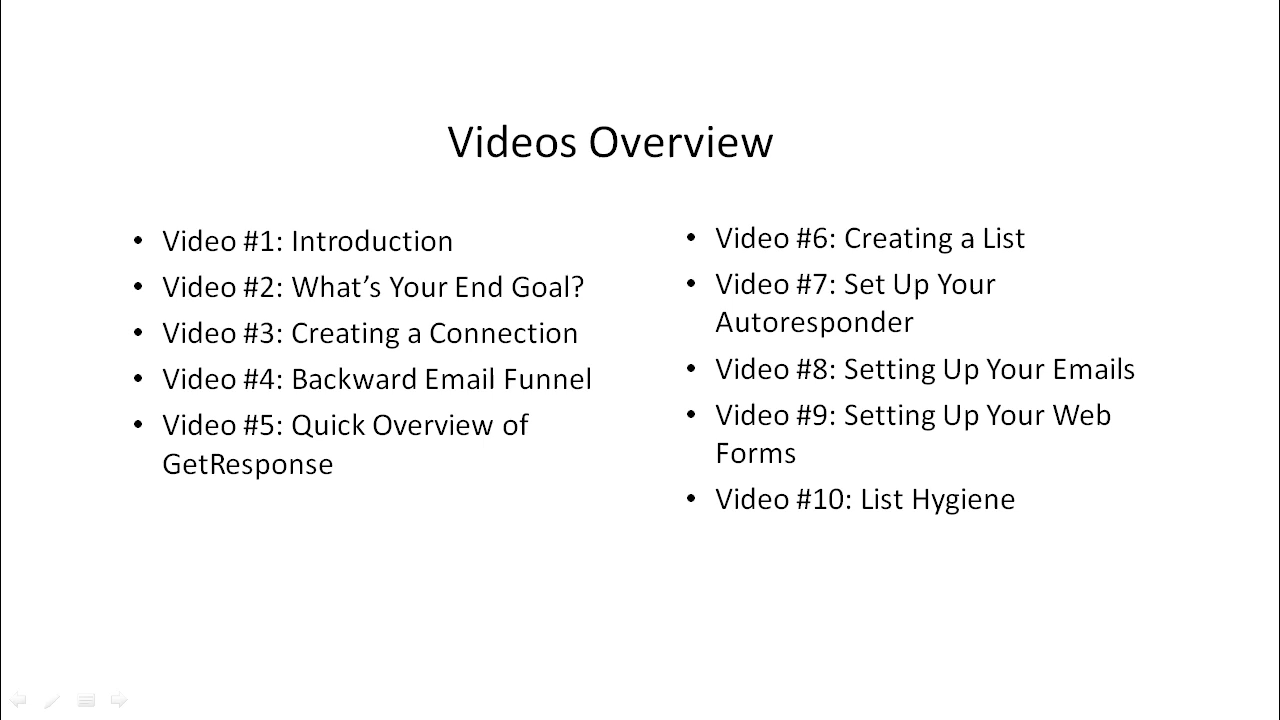 Videos Overview
• Video #1: Introduction
• Video #2: What’s Your End Goal?
• Video #3: Creating a Connection
• Video #4: Backward Email Funnel
• Video #5: Quick Overview of
GetResponse
• Video #6: Creating a List
• Video #7: Set Up Your
Autoresponder
• Video #8: Setting Up Your Emails
• Video #9: Setting Up Your Web
Forms
• Video #10: List Hygiene